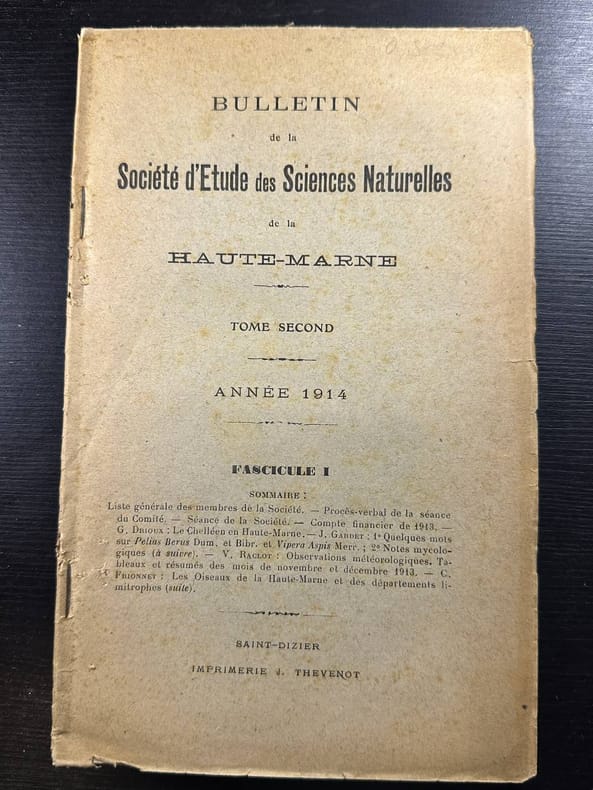 BULLETIN
de la
Société d'Etude des Sciences Naturelles
de la
HAUTE-MARNE
TOME SECOND
ANNÉE 1914
FASCICULE I
SOMMAIRE :
Liste générale des membres de la Société. — Procès-verbal de la séance
du Comité. — Séance de la Société. — Compte financier de 1913. —
G. DRIOUX : Le Chelléen en Haute-Marne. — J. GARDET : 1° Quelques mots
sur Pelias Berus Dum. et Bibr. et Vipera Aspis Merr. ; 2° Notes mycolo-
giques (à suivre). — V. RACLOT : Observations météorologiques. Ta-
bleaux et résumés des mois de novembre et décembre 1913. — C.
FRIONNET : Les Oiseaux de la Haute-Marne et des départements li-
mitrophes (suite).
SAINT-DIZIER
IMPRIMERIE J. THEVENOT